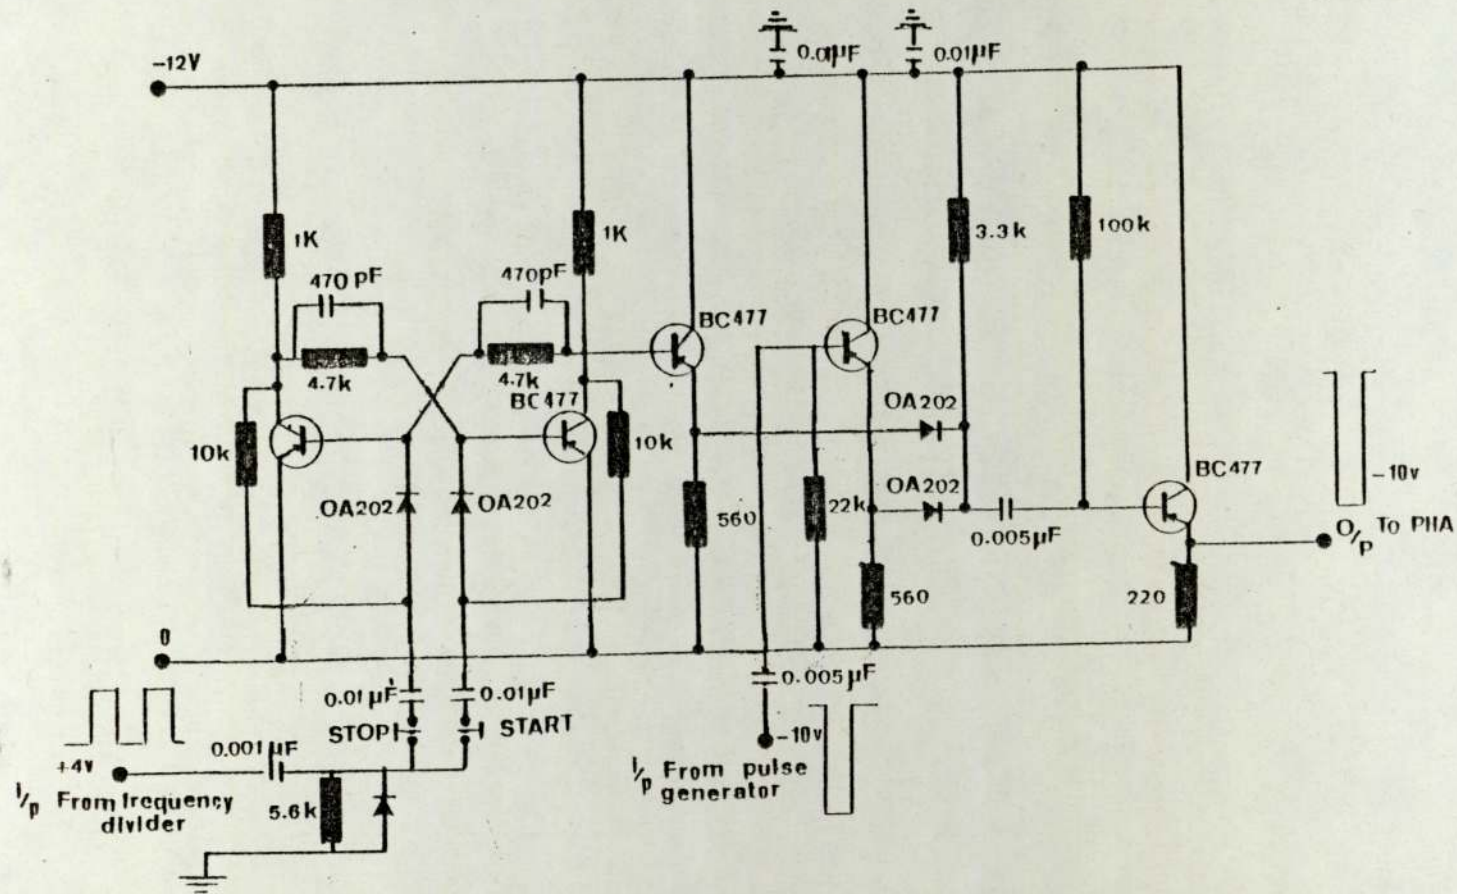 0.01µF
0.01µF
-12V
1K
1K
3.3k
100k
470 pF
470pF
BC477
BC477
4.7k
4.7k
BC477
OA202
10k
10k
BC477
OA202
OA202
OA202
560
22k
-10v
0.005µF
O/p To PHA
560
220
0
0.01µF
0.01µF
0.005µF
STOP
START
-10v
0.001µF
+4v
I/p From frequency
divider
5.6k
I/p From pulse
generator